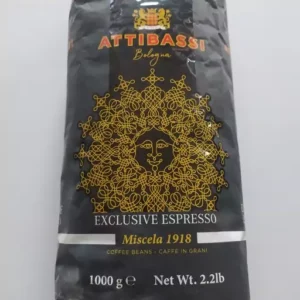 ATTIBASSI
Bologna
EXCLUSIVE ESPRESSO
Miscela 1918
COFFEE BEANS - CAFFÈ IN GRANI
1000 g ℮ Net Wt. 2.2lb